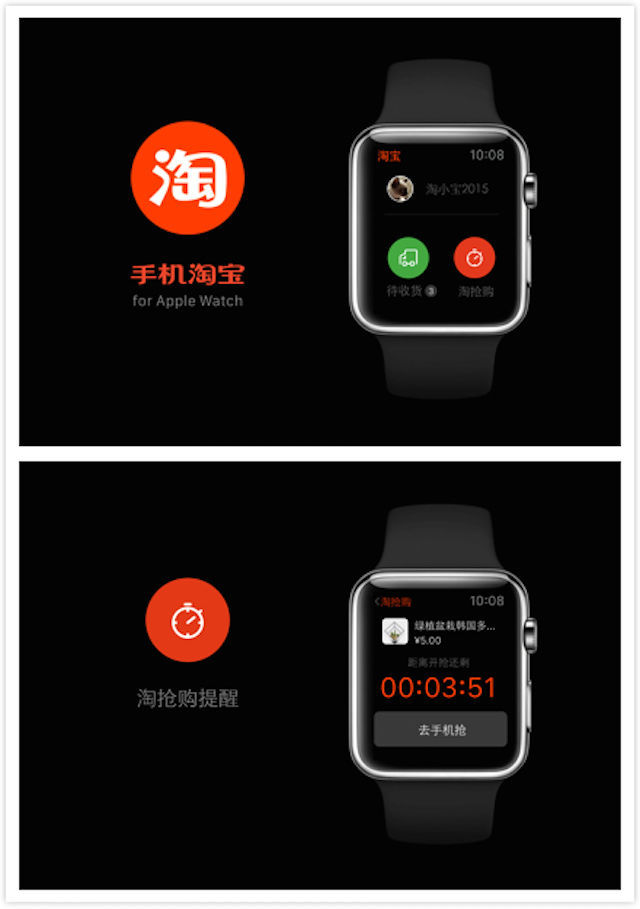 淘
手机淘宝
for Apple Watch
淘宝 10:08
淘小宝2015
待收货 3 淘抢购
淘抢购提醒
<淘抢购 10:08
绿植盆栽韩国多...
¥5.00
距离开抢还剩
00:03:51
去手机抢